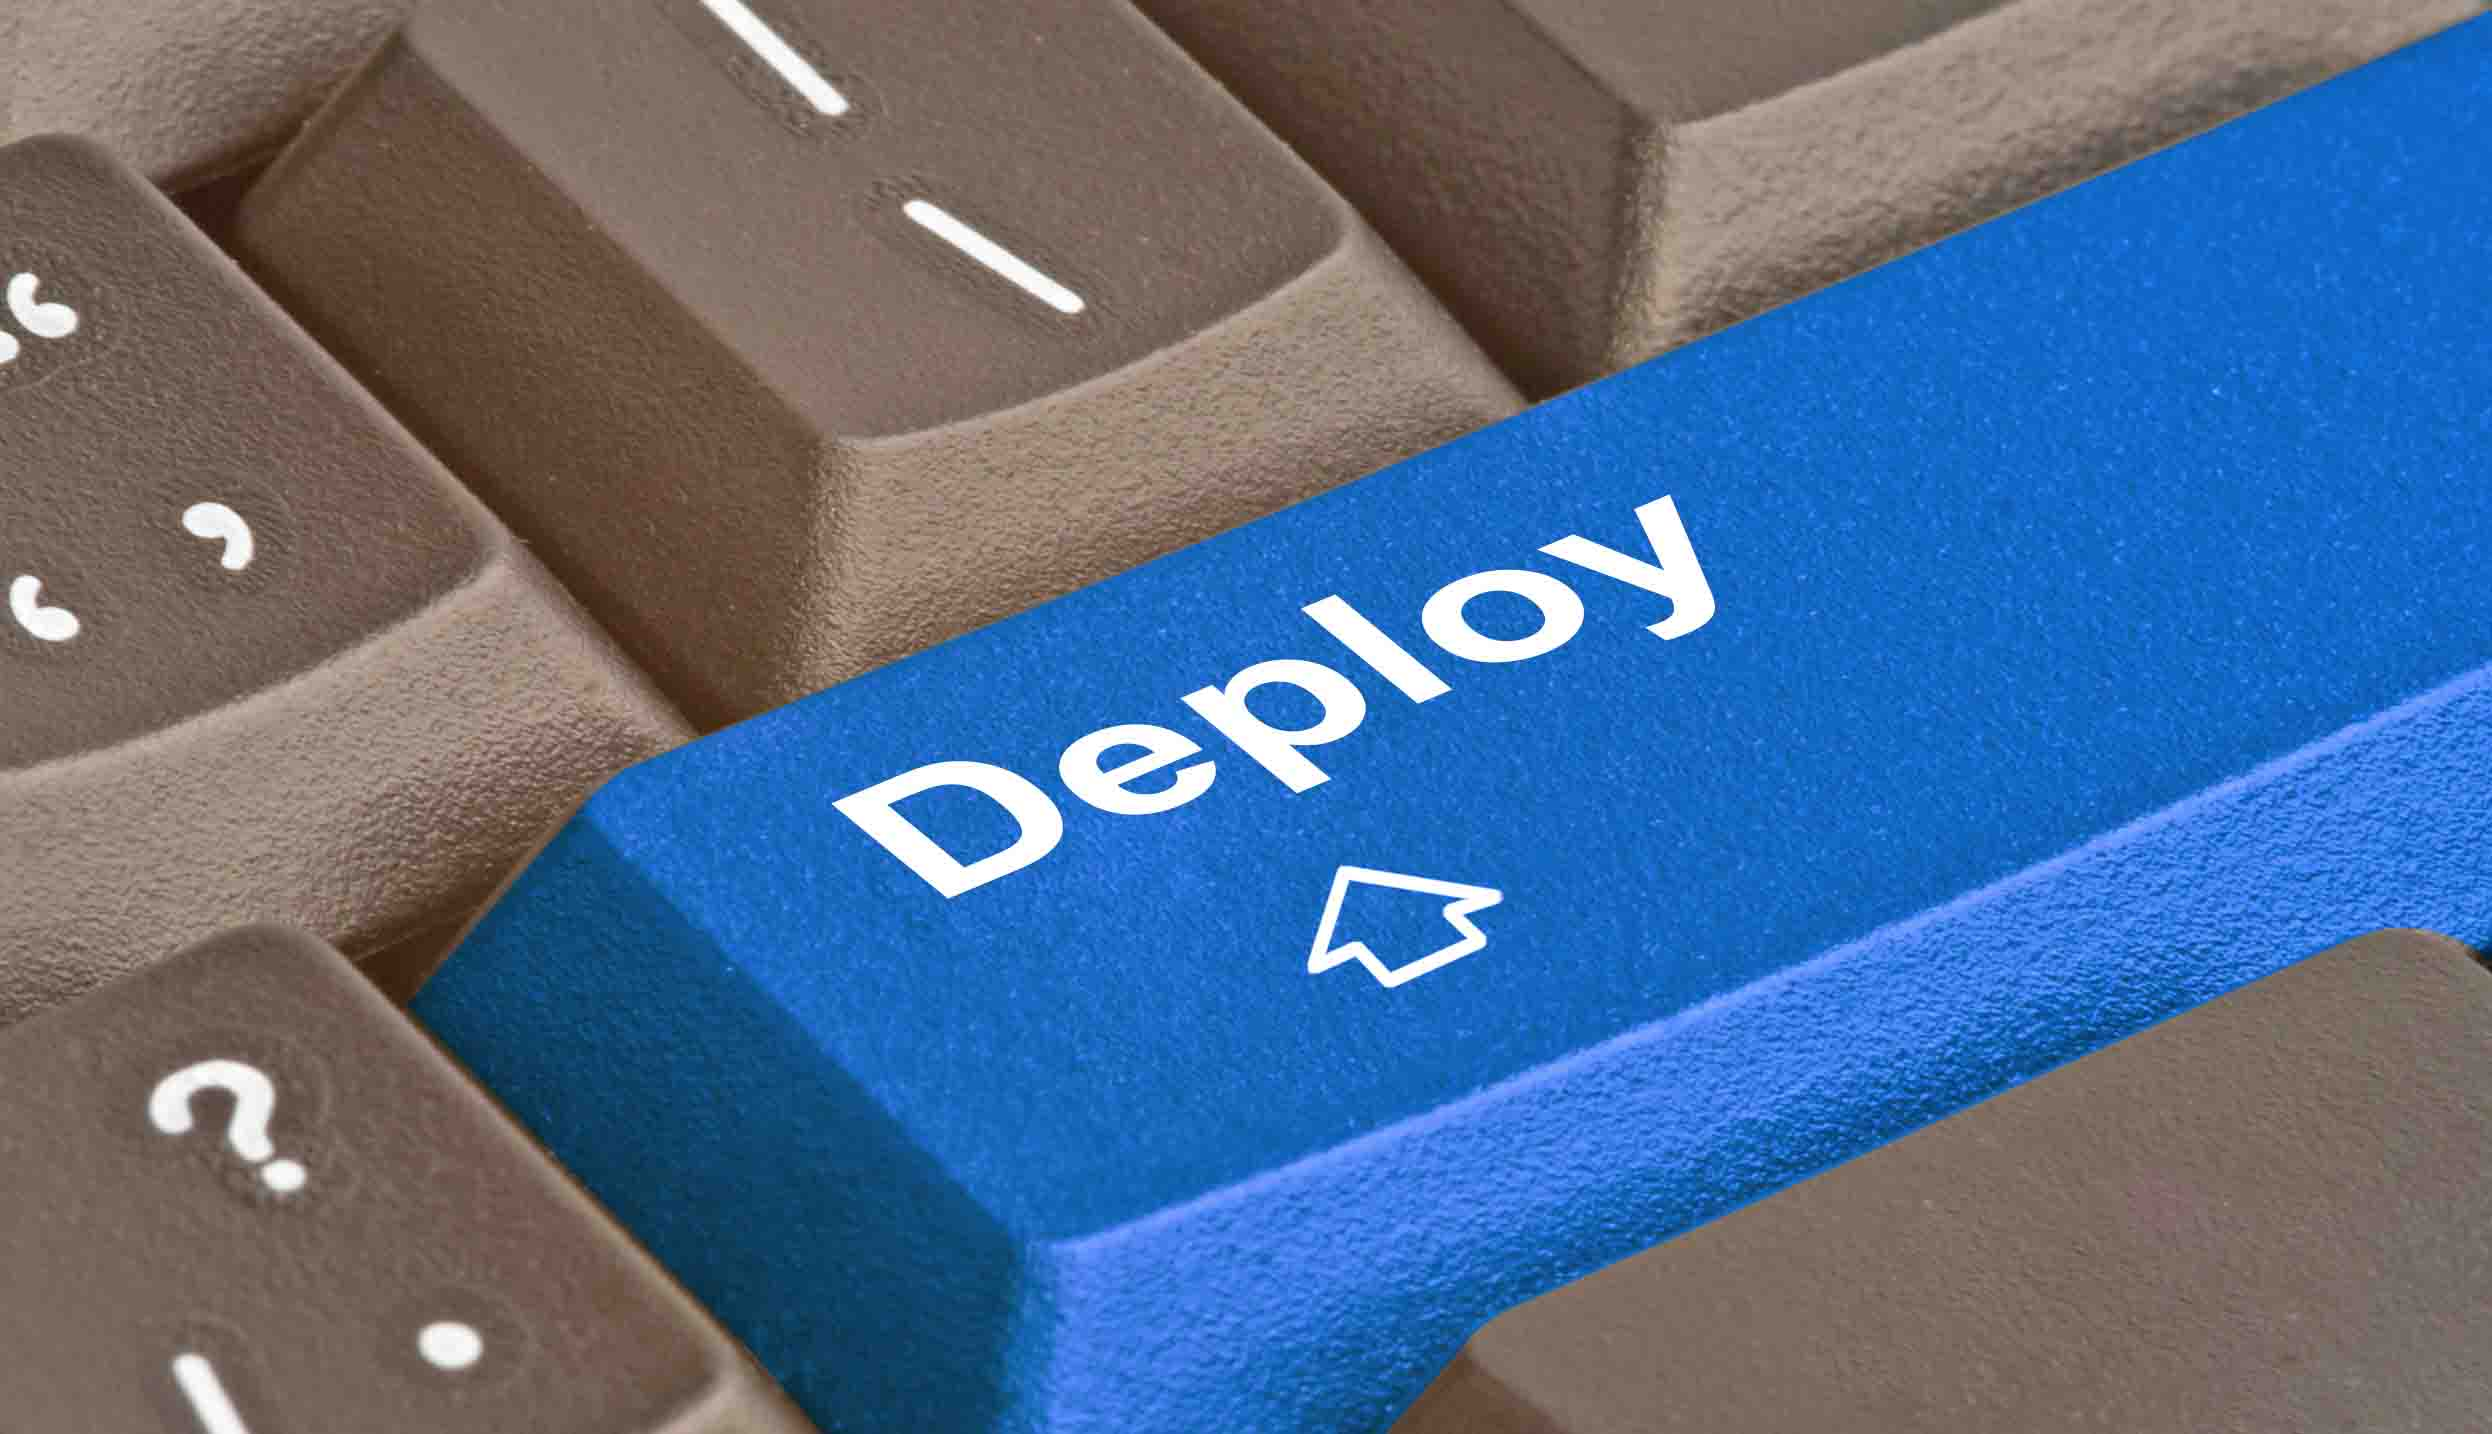 Deploy
“
‘ ’
?
.